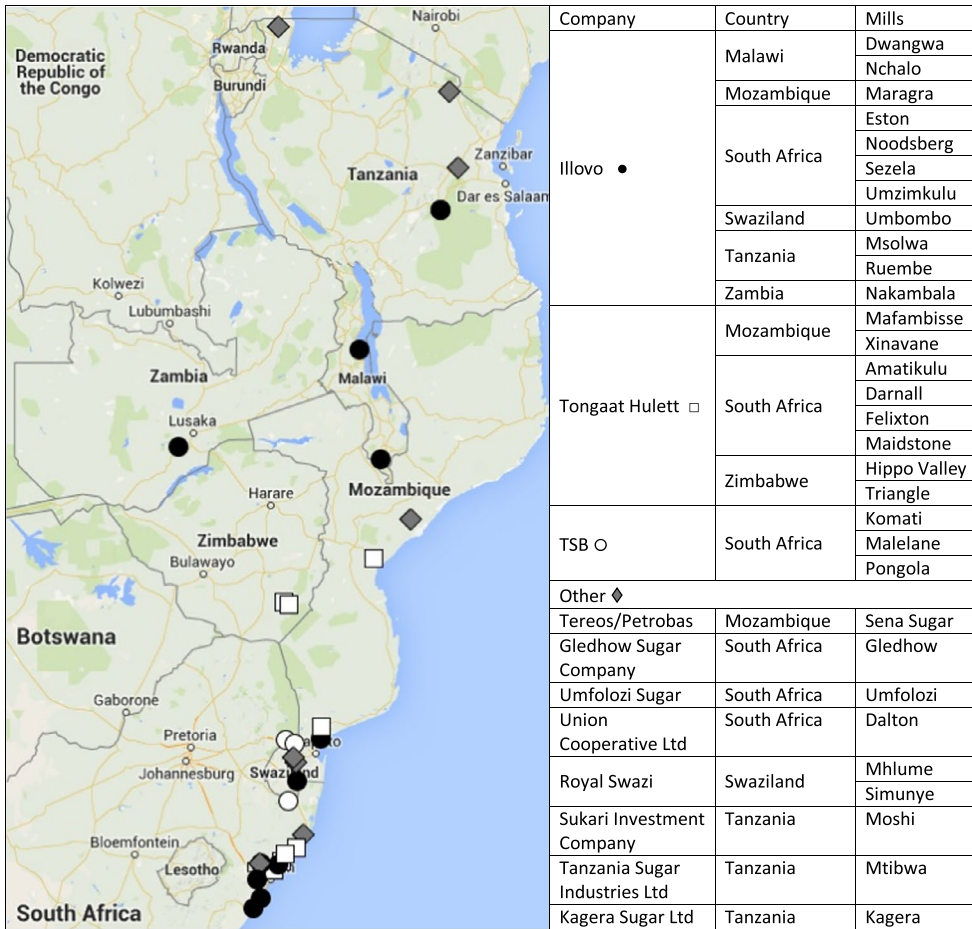 Nairobi
Rwanda
Democratic
Republic of
the Congo
Burundi
Zanzibar
Tanzania
Dar es Salaam
Kolwezi
Lubumbashi
Zambia
Malawi
Lusaka
Mozambique
Harare
Zimbabwe
Bulawayo
Botswana
Gaborone
Pretoria
Johannesburg
Bloemfontein
Lesotho
South Africa
Company Country Mills
Illovo Malawi Dwangwa
Nchalo
Mozambique Maragra
South Africa Eston
Noodsberg
Sezela
Umzimkulu
Swaziland Umbombo
Tanzania Msolwa
Ruembe
Zambia Nakambala
Tongaat Hulett Mozambique Mafambisse
Xinavane
South Africa Amatikulu
Darnall
Felixton
Maidstone
Zimbabwe Hippo Valley
Triangle
TSB South Africa Komati
Malelane
Pongola
Other
Tereos/Petrobas Mozambique Sena Sugar
Gledhow Sugar South Africa Gledhow
Company
Umfolozi Sugar South Africa Umfolozi
Union South Africa Dalton
Cooperative Ltd
Royal Swazi Swaziland Mhlume
Simunye
Sukari Investment Tanzania Moshi
Company
Tanzania Sugar Tanzania Mtibwa
Industries Ltd
Kagera Sugar Ltd Tanzania Kagera